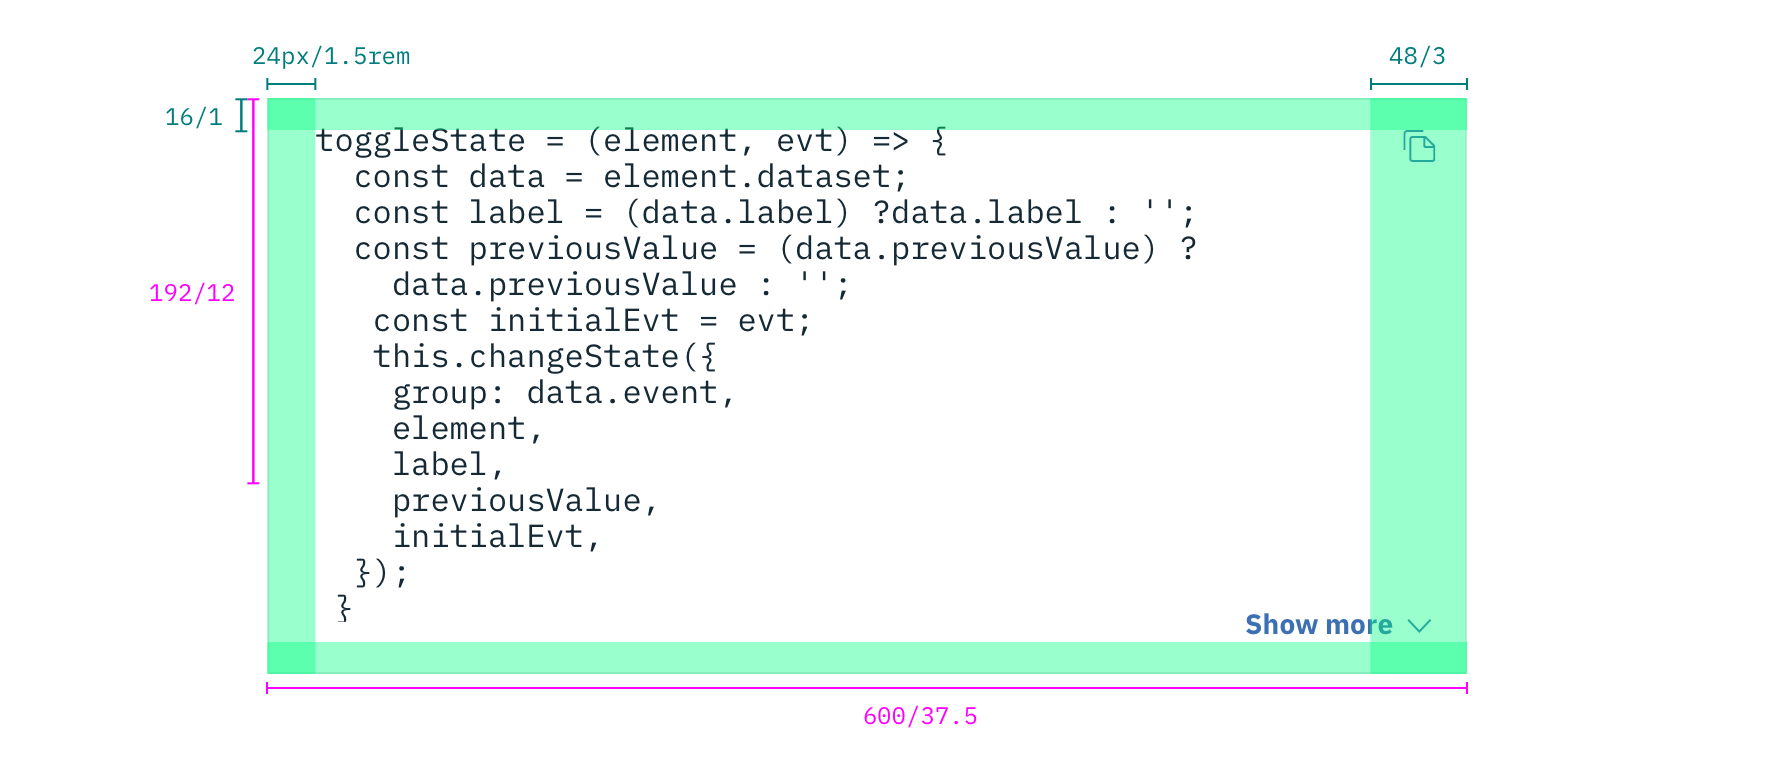 24px/1.5rem
48/3
16/1
toggleState = (element, evt) => {
  const data = element.dataset;
  const label = (data.label) ?data.label : '';
  const previousValue = (data.previousValue) ?
    data.previousValue : '';
192/12
   const initialEvt = evt;
   this.changeState({
    group: data.event,
    element,
    label,
    previousValue,
    initialEvt,
  });
 }
Show more
600/37.5